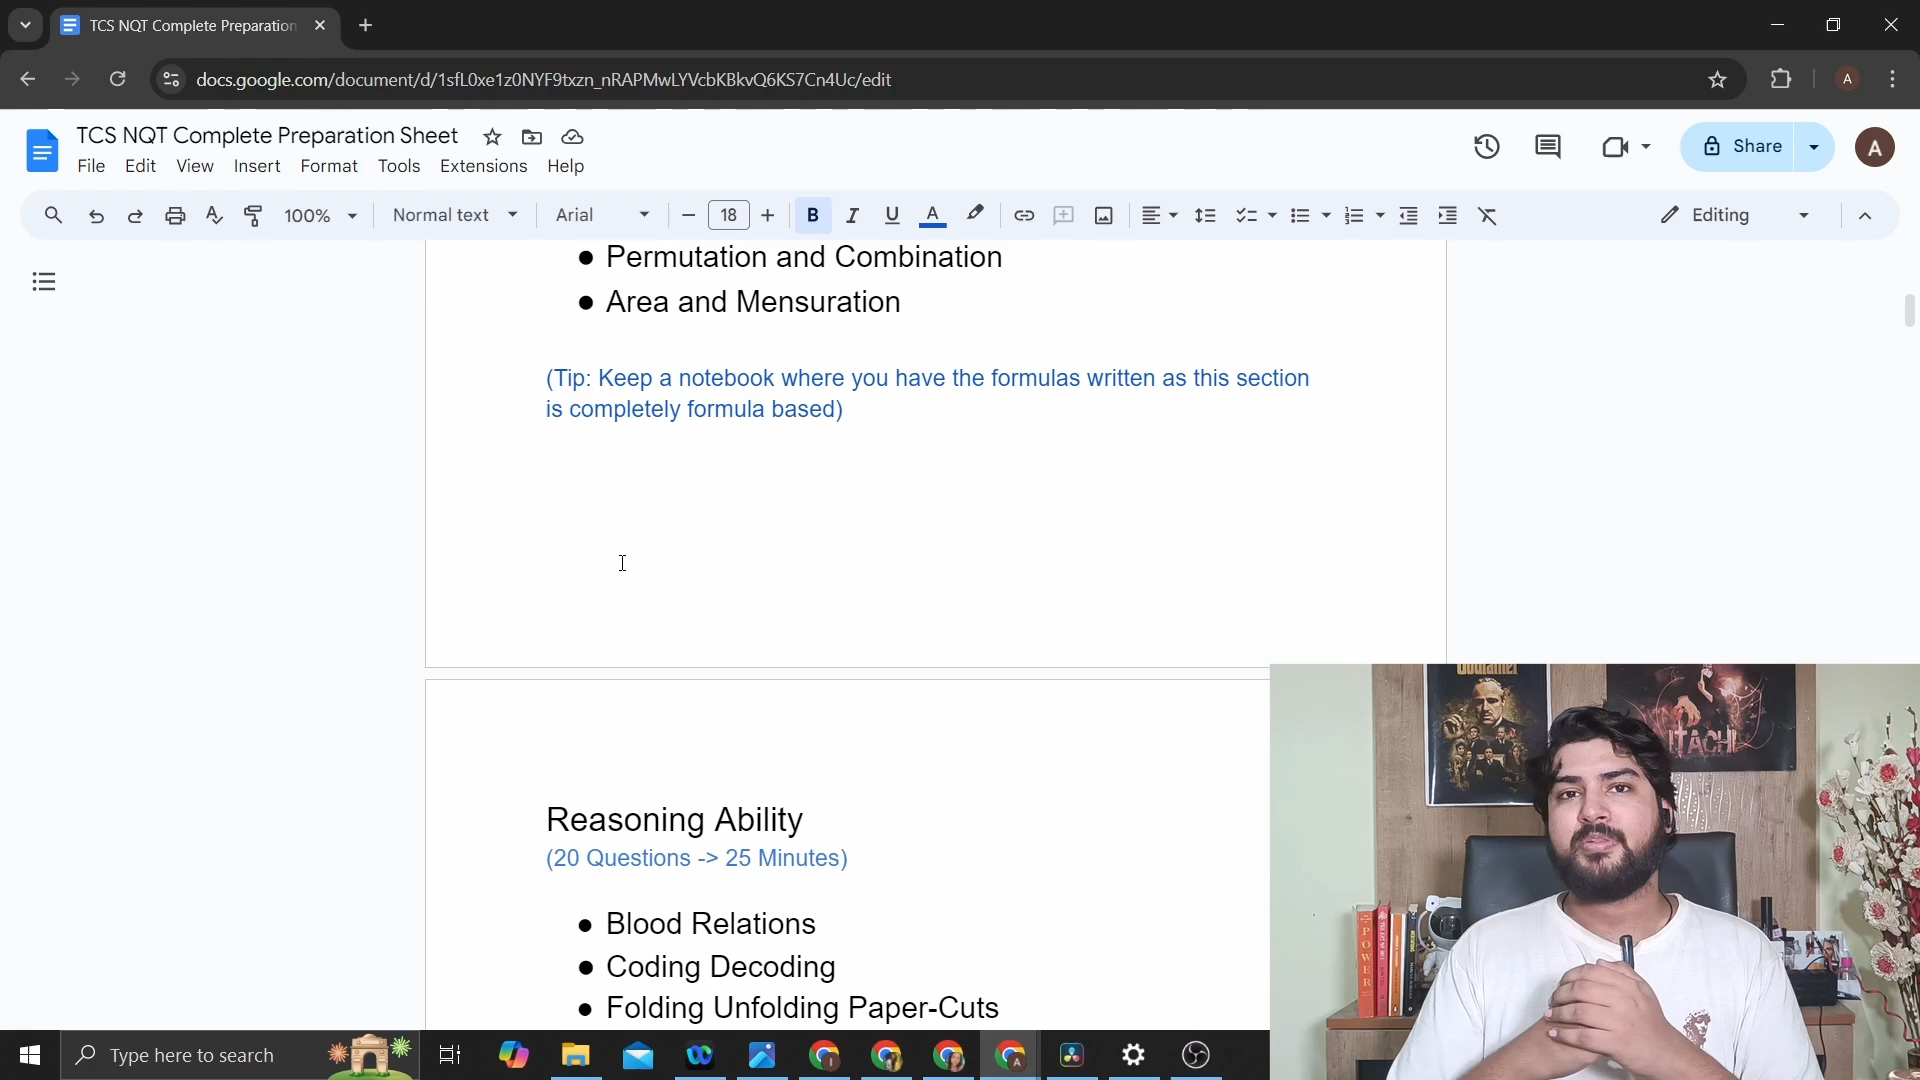 TCS NQT Complete Preparation
docs.google.com/document/d/1sfL0xe1z0NYF9txzn_nRAPMwLYVcbKBkvQ6KS7Cn4Uc/edit
A
TCS NQT Complete Preparation Sheet
File Edit View Insert Format Tools Extensions Help
Share
A
100% Normal text Arial 18 B I U A Editing
Permutation and Combination
Area and Mensuration
(Tip: Keep a notebook where you have the formulas written as this section
is completely formula based)
Reasoning Ability
(20 Questions -> 25 Minutes)
Blood Relations
Coding Decoding
Folding Unfolding Paper-Cuts
Godfather
ITACHI
POWER
Type here to search